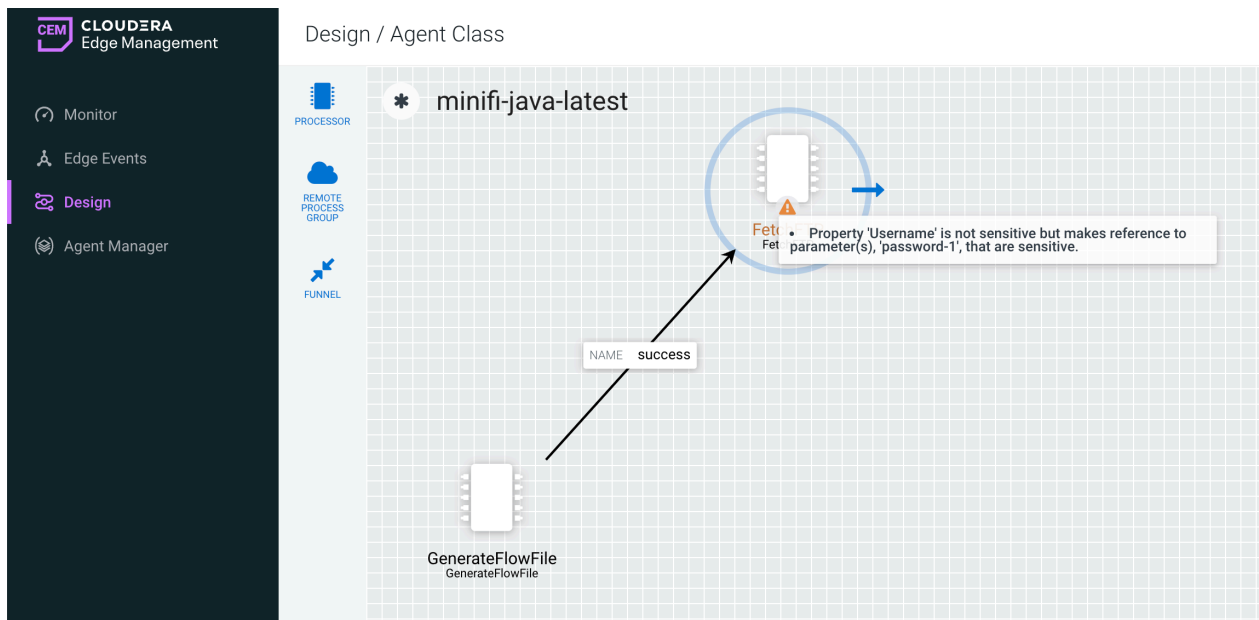 CEM
CLOUDERA
Edge Management
Design / Agent Class
Monitor
Edge Events
Design
Agent Manager
PROCESSOR
REMOTE
PROCESS
GROUP
FUNNEL
* minifi-java-latest
• Property 'Username' is not sensitive but makes reference to
parameter(s), 'password-1', that are sensitive.
NAME success
GenerateFlowFile
GenerateFlowFile